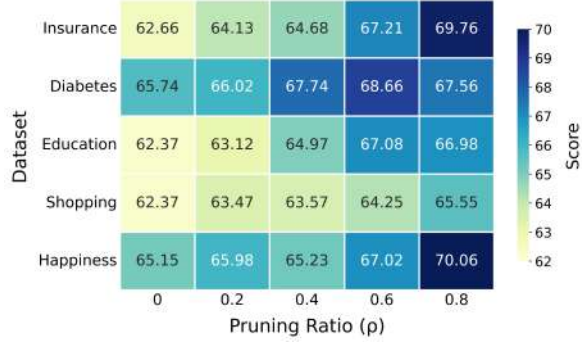 Insurance 62.66 64.13 64.68 67.21 69.76
Diabetes 65.74 66.02 67.74 68.66 67.56
Education 62.37 63.12 64.97 67.08 66.98
Shopping 62.37 63.47 63.57 64.25 65.55
Happiness 65.15 65.98 65.23 67.02 70.06
0 0.2 0.4 0.6 0.8
Pruning Ratio (ρ)
Dataset
70
69
68
67
66
65
64
63
62
Score